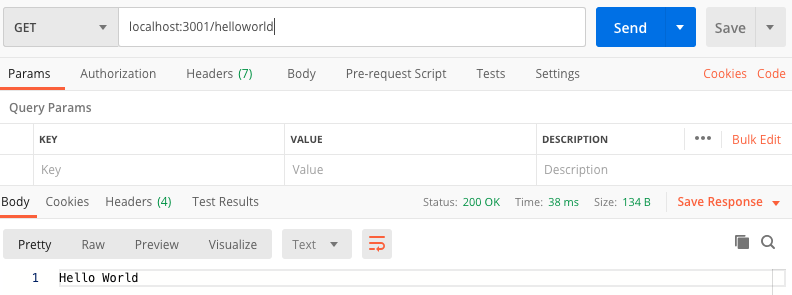 GET localhost:3001/helloworld Send Save
Params Authorization Headers (7) Body Pre-request Script Tests Settings Cookies Code
Query Params
KEY VALUE DESCRIPTION ••• Bulk Edit
Key Value Description
Body Cookies Headers (4) Test Results Status: 200 OK Time: 38 ms Size: 134 B Save Response
Pretty Raw Preview Visualize Text
1 Hello World